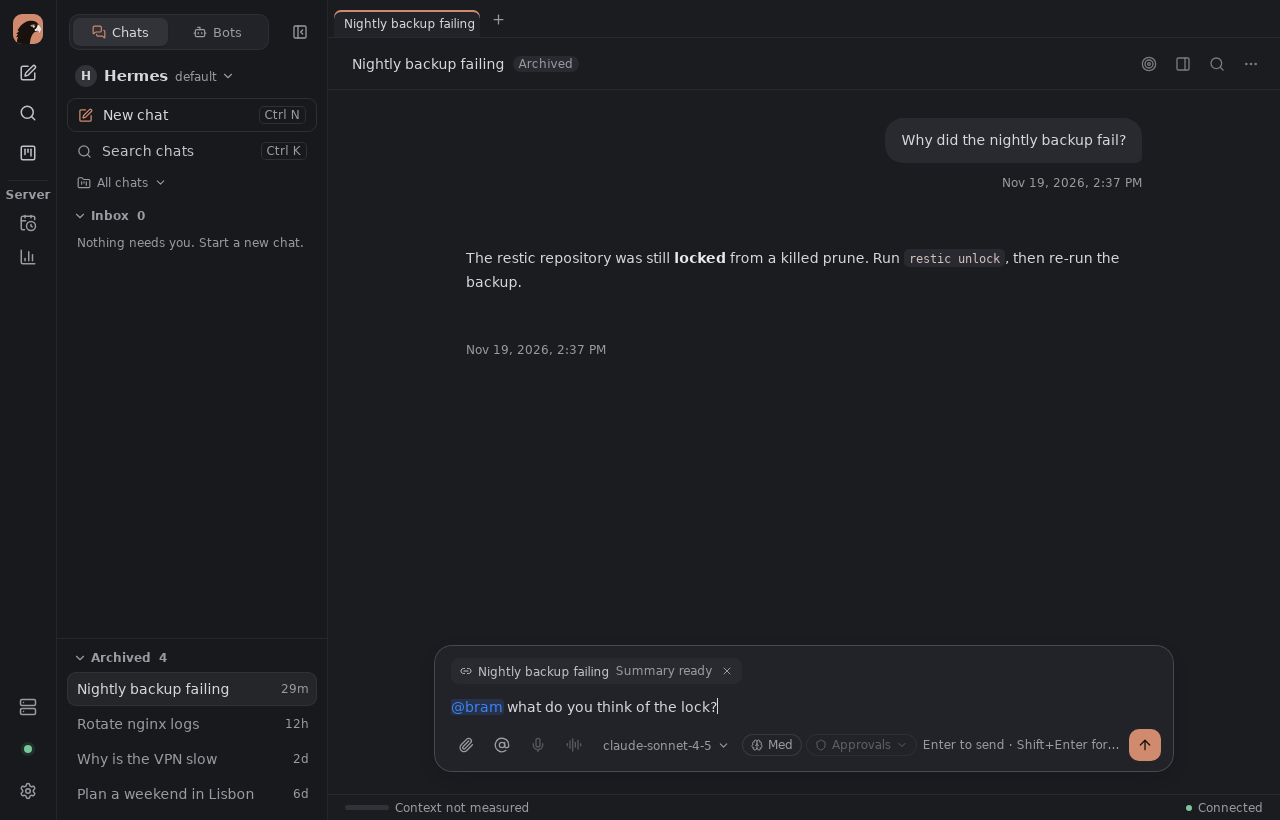 Chats
Bots
H Hermes default
New chat Ctrl N
Search chats Ctrl K
All chats
Server
Inbox 0
Nothing needs you. Start a new chat.
Archived 4
Nightly backup failing 29m
Rotate nginx logs 12h
Why is the VPN slow 2d
Plan a weekend in Lisbon 6d
Nightly backup failing
Nightly backup failing Archived
Why did the nightly backup fail?
Nov 19, 2026, 2:37 PM
The restic repository was still locked from a killed prune. Run restic unlock, then re-run the
backup.
Nov 19, 2026, 2:37 PM
Nightly backup failing Summary ready
@bram what do you think of the lock?
claude-sonnet-4-5 Med Approvals Enter to send · Shift+Enter for...
Context not measured
Connected